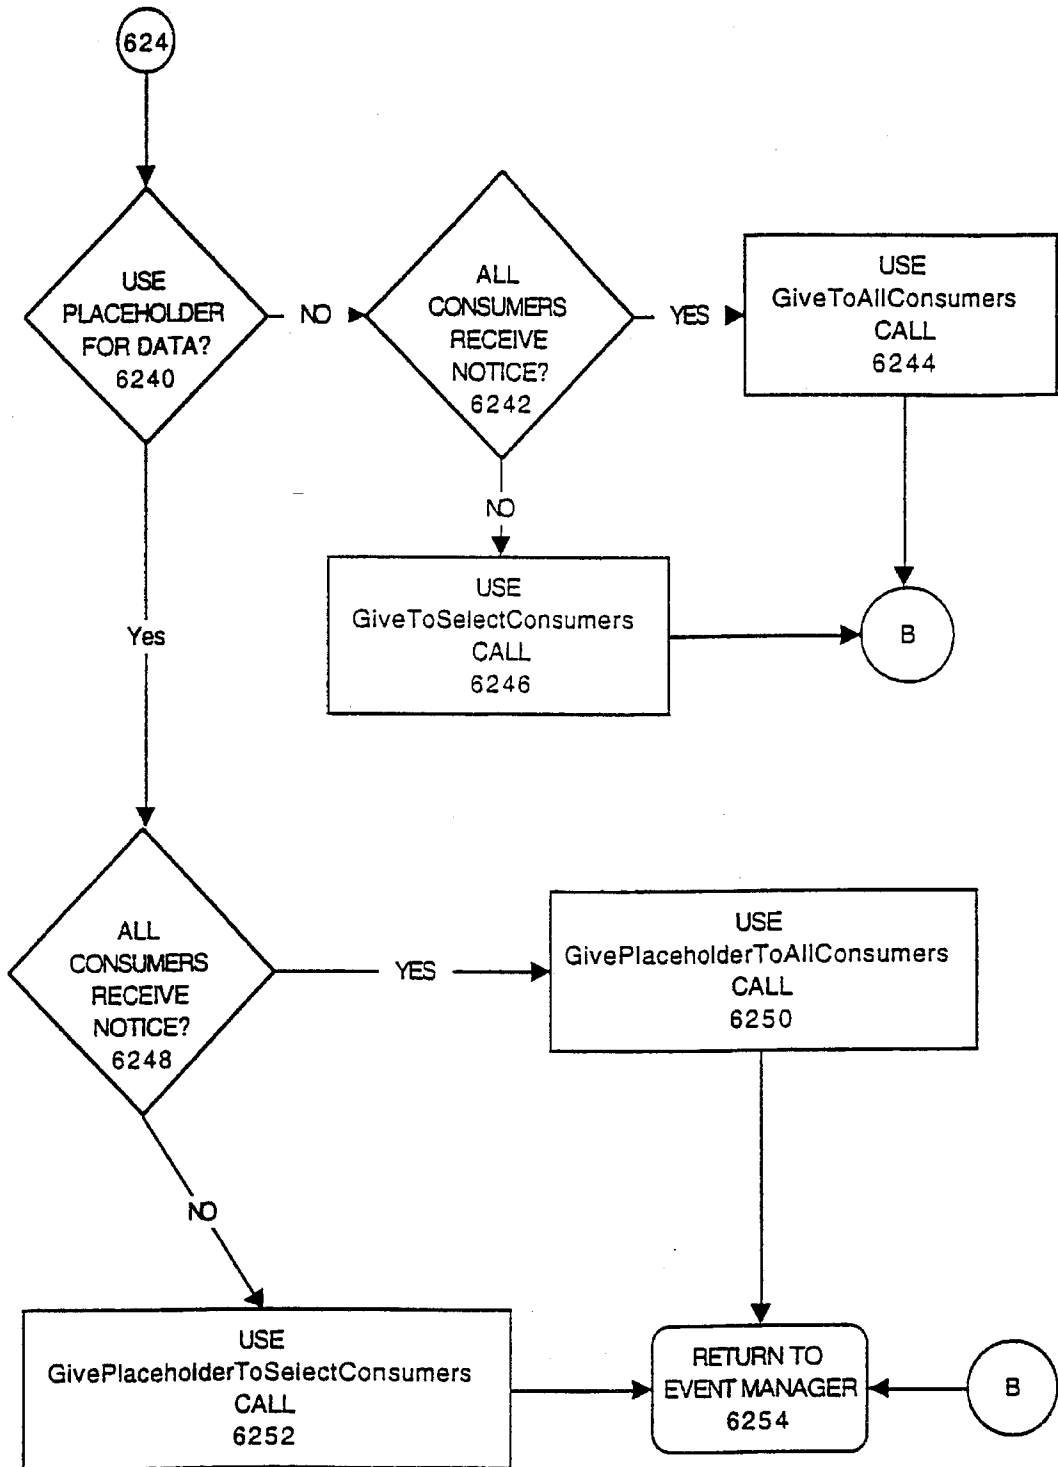 624
USE
PLACEHOLDER
FOR DATA?
6240
NO
ALL
CONSUMERS
RECEIVE
NOTICE?
6242
YES
USE
GiveToAllConsumers
CALL
6244
NO
USE
GiveToSelectConsumers
CALL
6246
B
Yes
ALL
CONSUMERS
RECEIVE
NOTICE?
6248
YES
USE
GivePlaceholderToAllConsumers
CALL
6250
NO
USE
GivePlaceholderToSelectConsumers
CALL
6252
RETURN TO
EVENT MANAGER
6254
B